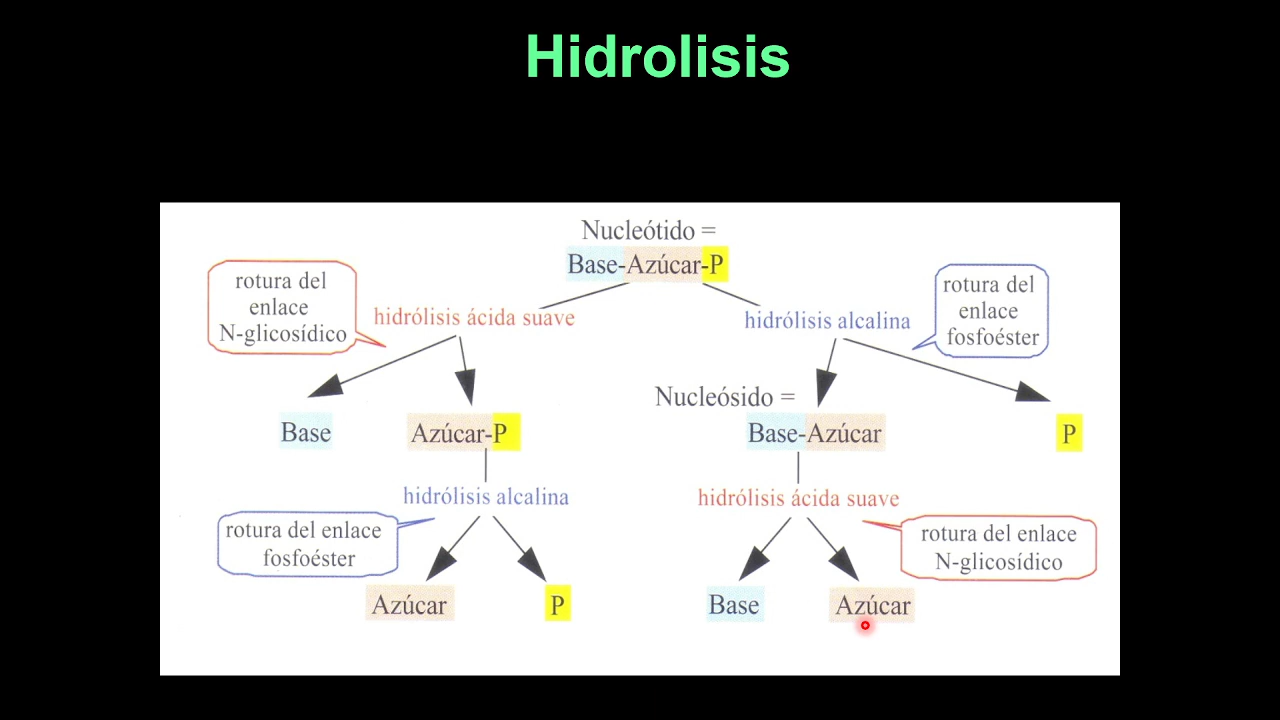 Hidrolisis
Nucleótido =
Base-Azúcar-P
rotura del
enlace
N-glicosídico
hidrólisis ácida suave
hidrólisis alcalina
rotura del
enlace
fosfoéster
Nucleósido =
Base
Azúcar-P
Base-Azúcar
P
hidrólisis alcalina
hidrólisis ácida suave
rotura del enlace
fosfoéster
rotura del enlace
N-glicosídico
Azúcar
P
Base
Azúcar